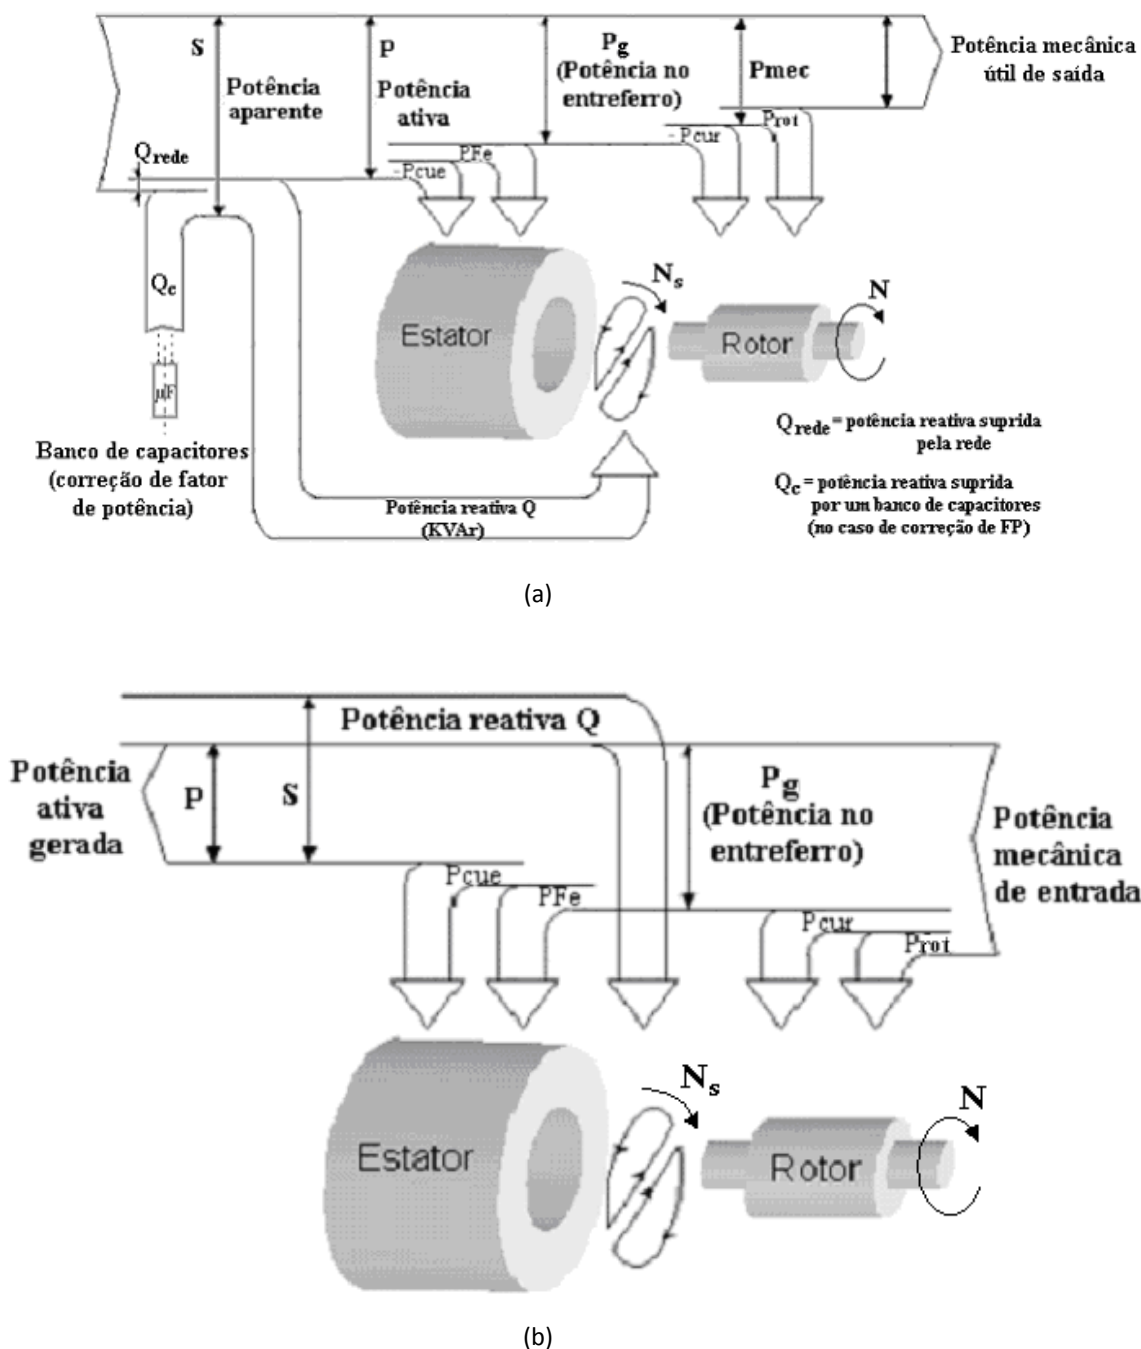 S
Potência
aparente
P
Potência
ativa
Pg
(Potência no
entreferro)
Pmec
Potência mecânica
útil de saída
Qrede
-Pcue
PFe
-Pcur
Prot
Qc
µF
Banco de capacitores
(correção de fator
de potência)
Estator
Ns
Rotor
N
Potência reativa Q
(KVAr)
Qrede = potência reativa suprida
pela rede
Qc = potência reativa suprida
por um banco de capacitores
(no caso de correção de FP)
(a)
Potência reativa Q
Potência
ativa
gerada
P
S
Pg
(Potência no
entreferro)
Potência
mecânica
de entrada
Pcue
PFe
Pcur
Prot
Estator
Ns
Rotor
N
(b)